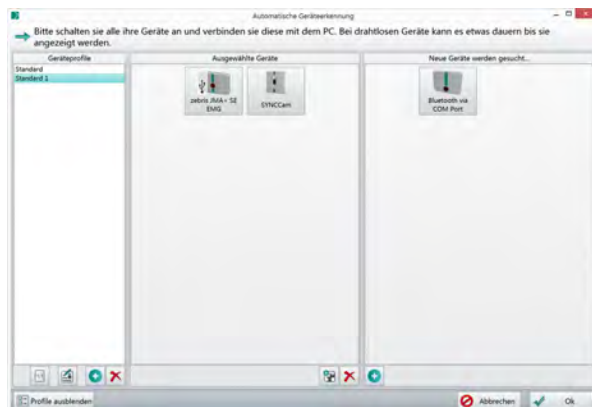 Automatische Geräteerkennung
Bitte schalten sie alle ihre Geräte an und verbinden sie diese mit dem PC. Bei drahtlosen Geräte kann es etwas dauern bis sie
angezeigt werden.
Geräteprofile
Ausgewählte Geräte
Neue Geräte werden gesucht...
Standard
Standard 1
zebris JMA+ SE
EMG
SYNCCam
Bluetooth via
COM Port
Profile ausblenden
Abbrechen
Ok